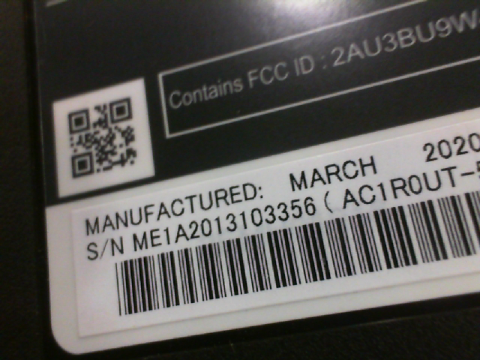 Contains FCC ID : 2AU3BU9W
MANUFACTURED: MARCH 2020
S/N ME1A2013103356 ( AC1R0UT-